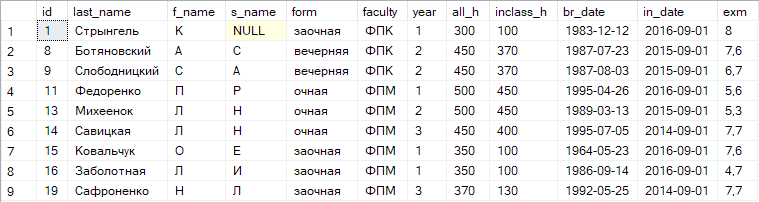 id last_name f_name s_name form faculty year all_h inclass_h br_date in_date exm
1 1 Стрынгель К NULL заочная ФПК 1 300 100 1983-12-12 2016-09-01 8
2 8 Ботяновский А С вечерняя ФПК 2 450 370 1987-07-23 2015-09-01 7,6
3 9 Слободницкий С А вечерняя ФПК 2 450 370 1987-08-03 2015-09-01 6,7
4 11 Федоренко П Р очная ФПМ 1 500 450 1995-04-26 2016-09-01 5,6
5 13 Михеенок Л Н очная ФПМ 2 500 450 1989-03-13 2015-09-01 5,3
6 14 Савицкая Л Н очная ФПМ 3 450 400 1995-07-05 2014-09-01 7,7
7 15 Ковальчук О Е заочная ФПМ 1 350 100 1964-05-23 2016-09-01 7,6
8 16 Заболотная Л И заочная ФПМ 1 350 100 1986-09-14 2016-09-01 4,7
9 19 Сафроненко Н Л заочная ФПМ 3 370 130 1992-05-25 2014-09-01 7,7